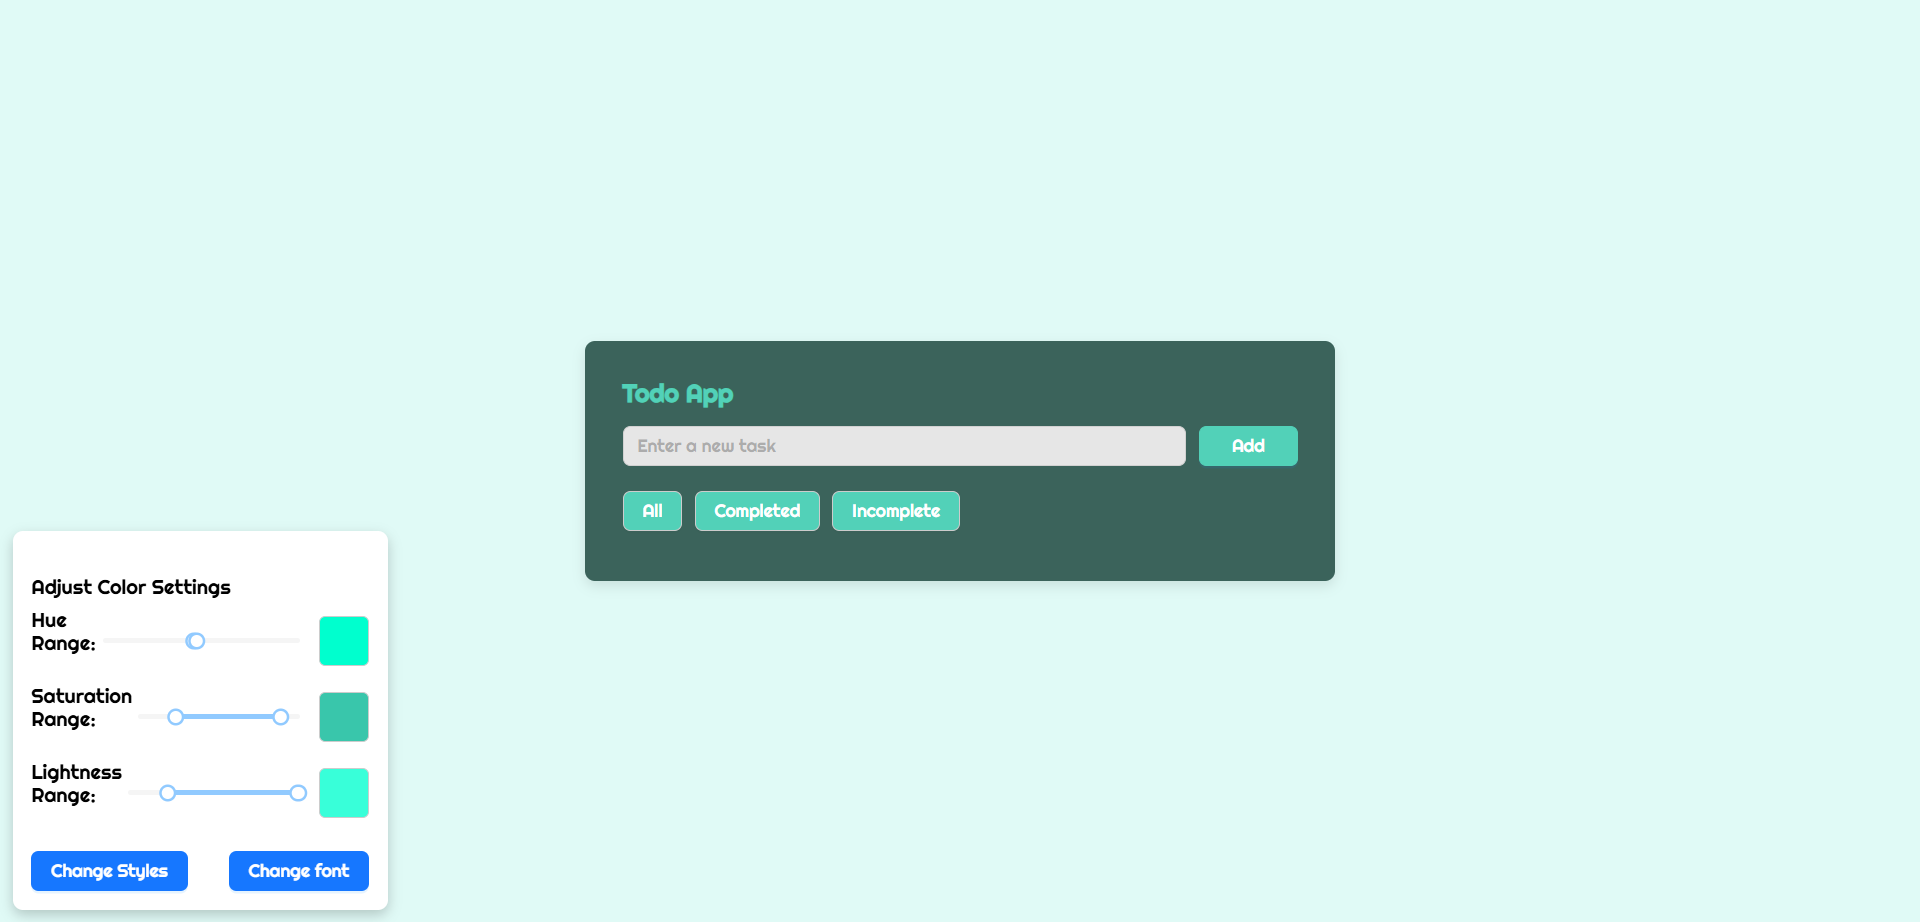 Todo App
Enter a new task
Add
All
Completed
Incomplete
Adjust Color Settings
Hue
Range:
Saturation
Range:
Lightness
Range:
Change Styles
Change font